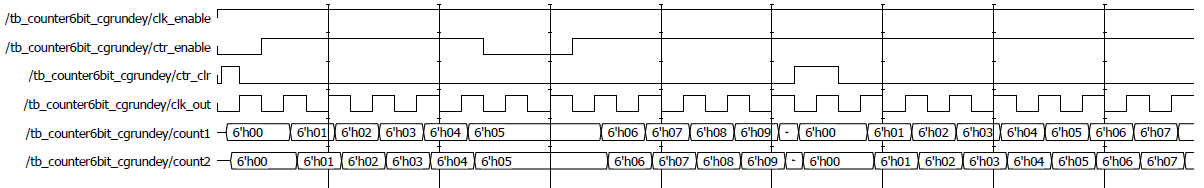 /tb_counter6bit_cgrundey/clk_enable
/tb_counter6bit_cgrundey/ctr_enable
/tb_counter6bit_cgrundey/ctr_clr
/tb_counter6bit_cgrundey/clk_out
/tb_counter6bit_cgrundey/count1 6'h00 6'h01 6'h02 6'h03 6'h04 6'h05 6'h06 6'h07 6'h08 6'h09 - 6'h00 6'h01 6'h02 6'h03 6'h04 6'h05 6'h06 6'h07
/tb_counter6bit_cgrundey/count2 6'h00 6'h01 6'h02 6'h03 6'h04 6'h05 6'h06 6'h07 6'h08 6'h09 - 6'h00 6'h01 6'h02 6'h03 6'h04 6'h05 6'h06 6'h07